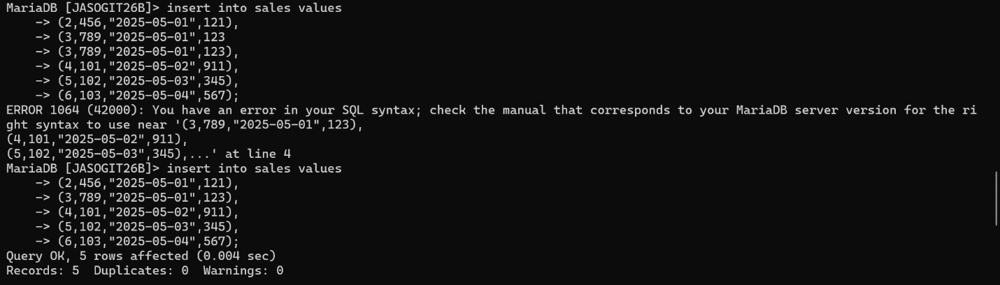 MariaDB [JASOGIT26B]> insert into sales values
    -> (2,456,"2025-05-01",121),
    -> (3,789,"2025-05-01",123
    -> (3,789,"2025-05-01",123),
    -> (4,101,"2025-05-02",911),
    -> (5,102,"2025-05-03",345),
    -> (6,103,"2025-05-04",567);
ERROR 1064 (42000): You have an error in your SQL syntax; check the manual that corresponds to your MariaDB server version for the ri
ght syntax to use near '(3,789,"2025-05-01",123),
(4,101,"2025-05-02",911),
(5,102,"2025-05-03",345),...' at line 4
MariaDB [JASOGIT26B]> insert into sales values
    -> (2,456,"2025-05-01",121),
    -> (3,789,"2025-05-01",123),
    -> (4,101,"2025-05-02",911),
    -> (5,102,"2025-05-03",345),
    -> (6,103,"2025-05-04",567);
Query OK, 5 rows affected (0.004 sec)
Records: 5  Duplicates: 0  Warnings: 0